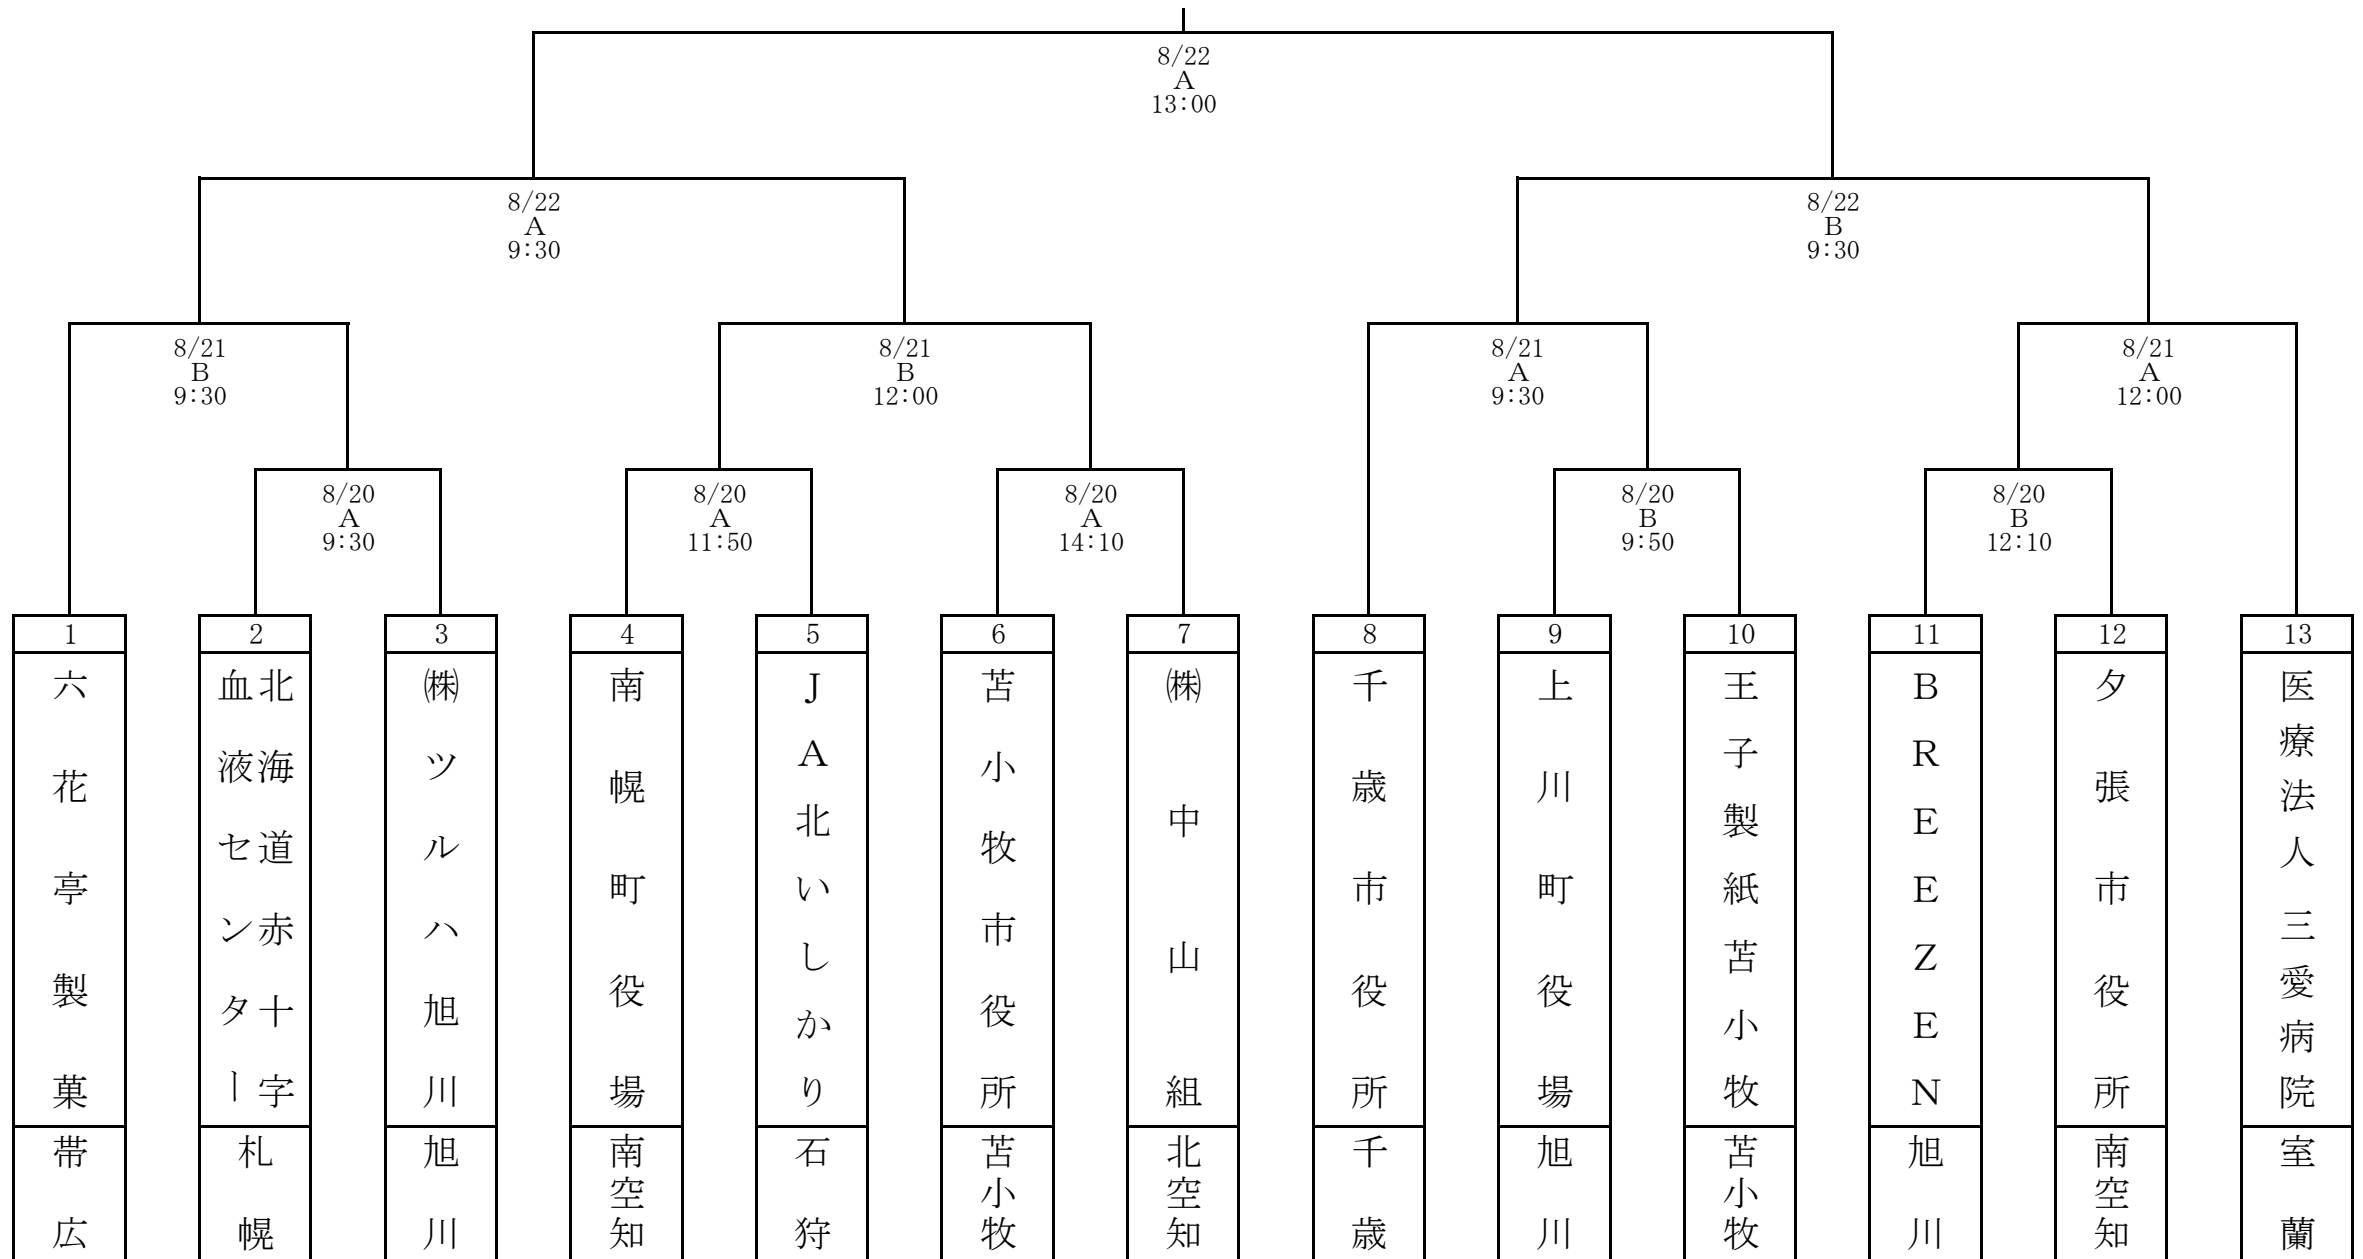 8/22
A
13:00
8/22
A
9:30
8/22
B
9:30
8/21
B
9:30
8/21
B
12:00
8/21
A
9:30
8/21
A
12:00
8/20
A
9:30
8/20
A
11:50
8/20
A
14:10
8/20
B
9:50
8/20
B
12:10
1
六花亭製菓
帯広
2
北海道赤十字
血液センター
札幌
3
㈱ツルハ旭川
旭川
4
南幌町役場
南空知
5
JA北いしかり
石狩
6
苫小牧市役所
苫小牧
7
㈱中山組
北空知
8
千歳市役所
千歳
9
上川町役場
旭川
10
王子製紙苫小牧
苫小牧
11
BREEZEN
旭川
12
夕張市役所
南空知
13
医療法人三愛病院
室蘭